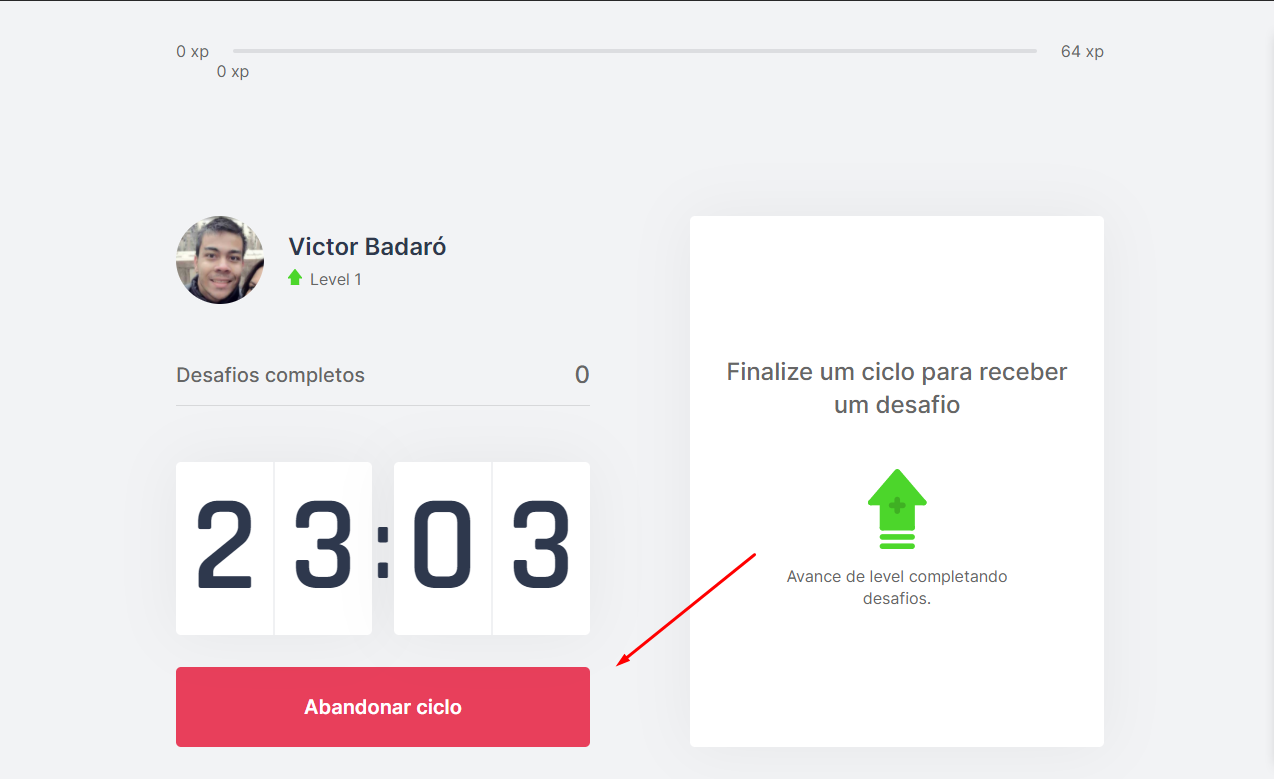 0 xp
64 xp
0 xp
Victor Badaró
Level 1
Desafios completos
0
23:03
Abandonar ciclo
Finalize um ciclo para receber
um desafio
Avance de level completando
desafios.